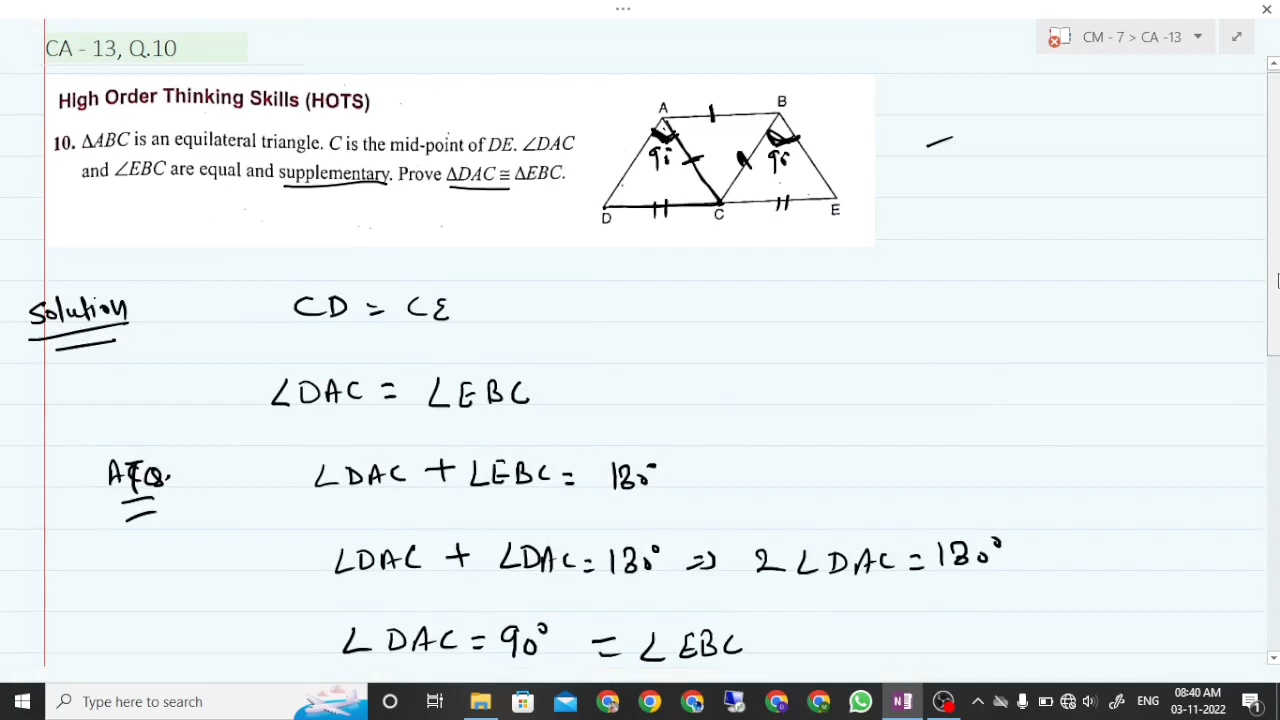 CA - 13, Q.10
CM - 7 > CA -13
High Order Thinking Skills (HOTS)
10. ΔABC is an equilateral triangle. C is the mid-point of DE. ∠DAC
and ∠EBC are equal and supplementary. Prove ΔDAC ≅ ΔEBC.
A B
90° 90°
D C E
Solution CD = CE
∠DAC = ∠EBC
ATQ. ∠DAC + ∠EBC = 180°
∠DAC + ∠DAC = 180° ⇒ 2 ∠DAC = 180°
∠DAC = 90° = ∠EBC
Type here to search
ENG
08:40 AM
03-11-2022
1